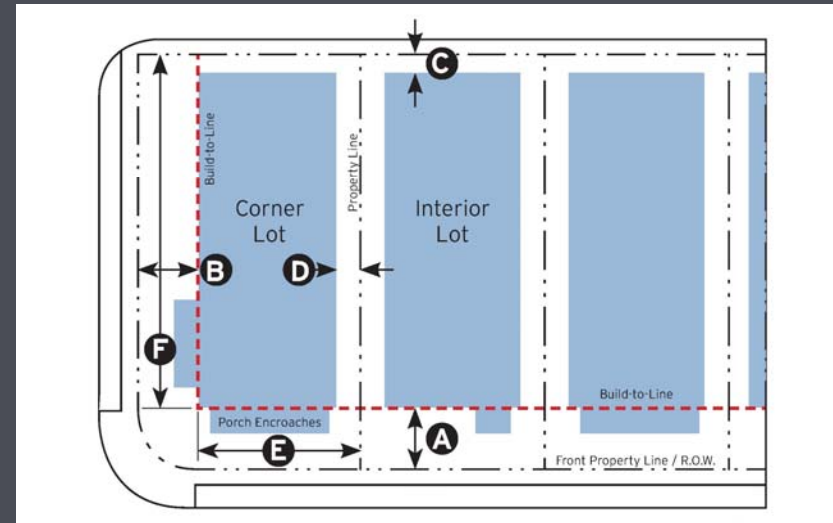 C
Build-to-Line
Property Line
Corner
Lot
Interior
Lot
B
D
F
Build-to-Line
Porch Encroaches
A
E
Front Property Line / R.O.W.